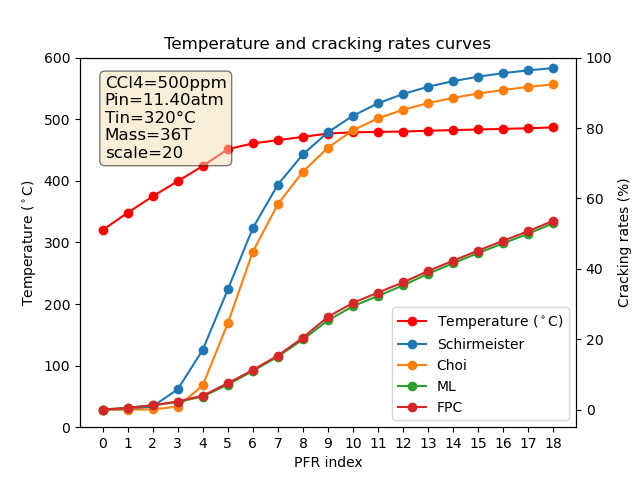 Temperature and cracking rates curves
CCl4=500ppm
Pin=11.40atm
Tin=320°C
Mass=36T
scale=20
Temperature (°C)
600
500
400
300
200
100
0
Cracking rates (%)
100
80
60
40
20
0
Temperature (°C)
Schirmeister
Choi
ML
FPC
0 1 2 3 4 5 6 7 8 9 10 11 12 13 14 15 16 17 18
PFR index